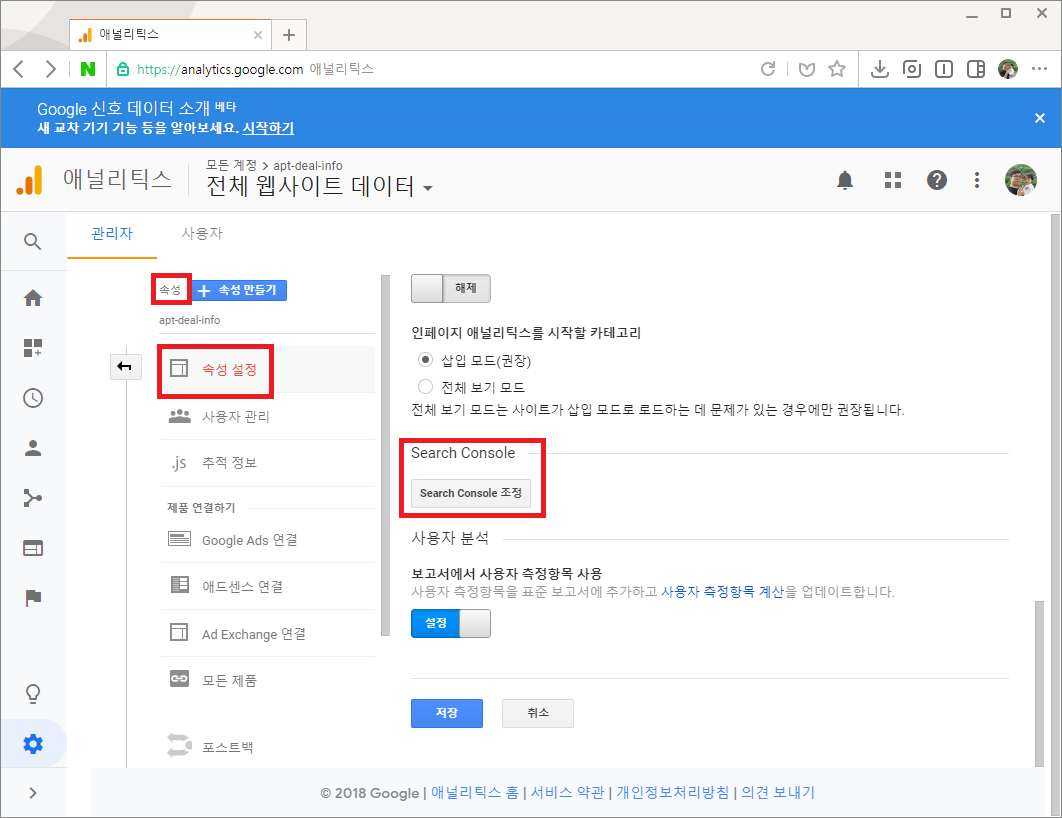 애널리틱스
N
https://analytics.google.com 애널리틱스
Google 신호 데이터 소개 베타
새 교차 기기 기능 등을 알아보세요. 시작하기
애널리틱스
모든 계정 > apt-deal-info
전체 웹사이트 데이터
관리자
사용자
속성
+ 속성 만들기
apt-deal-info
속성 설정
사용자 관리
.js 추적 정보
제품 연결하기
Google Ads 연결
애드센스 연결
Ad Exchange 연결
모든 제품
포스트백
해제
인페이지 애널리틱스를 시작할 카테고리
삽입 모드(권장)
전체 보기 모드
전체 보기 모드는 사이트가 삽입 모드로 로드하는 데 문제가 있는 경우에만 권장됩니다.
Search Console
Search Console 조정
사용자 분석
보고서에서 사용자 측정항목 사용
사용자 측정항목을 표준 보고서에 추가하고 사용자 측정항목 계산을 업데이트합니다.
설정
저장
취소
© 2018 Google | 애널리틱스 홈 | 서비스 약관 | 개인정보처리방침 | 의견 보내기